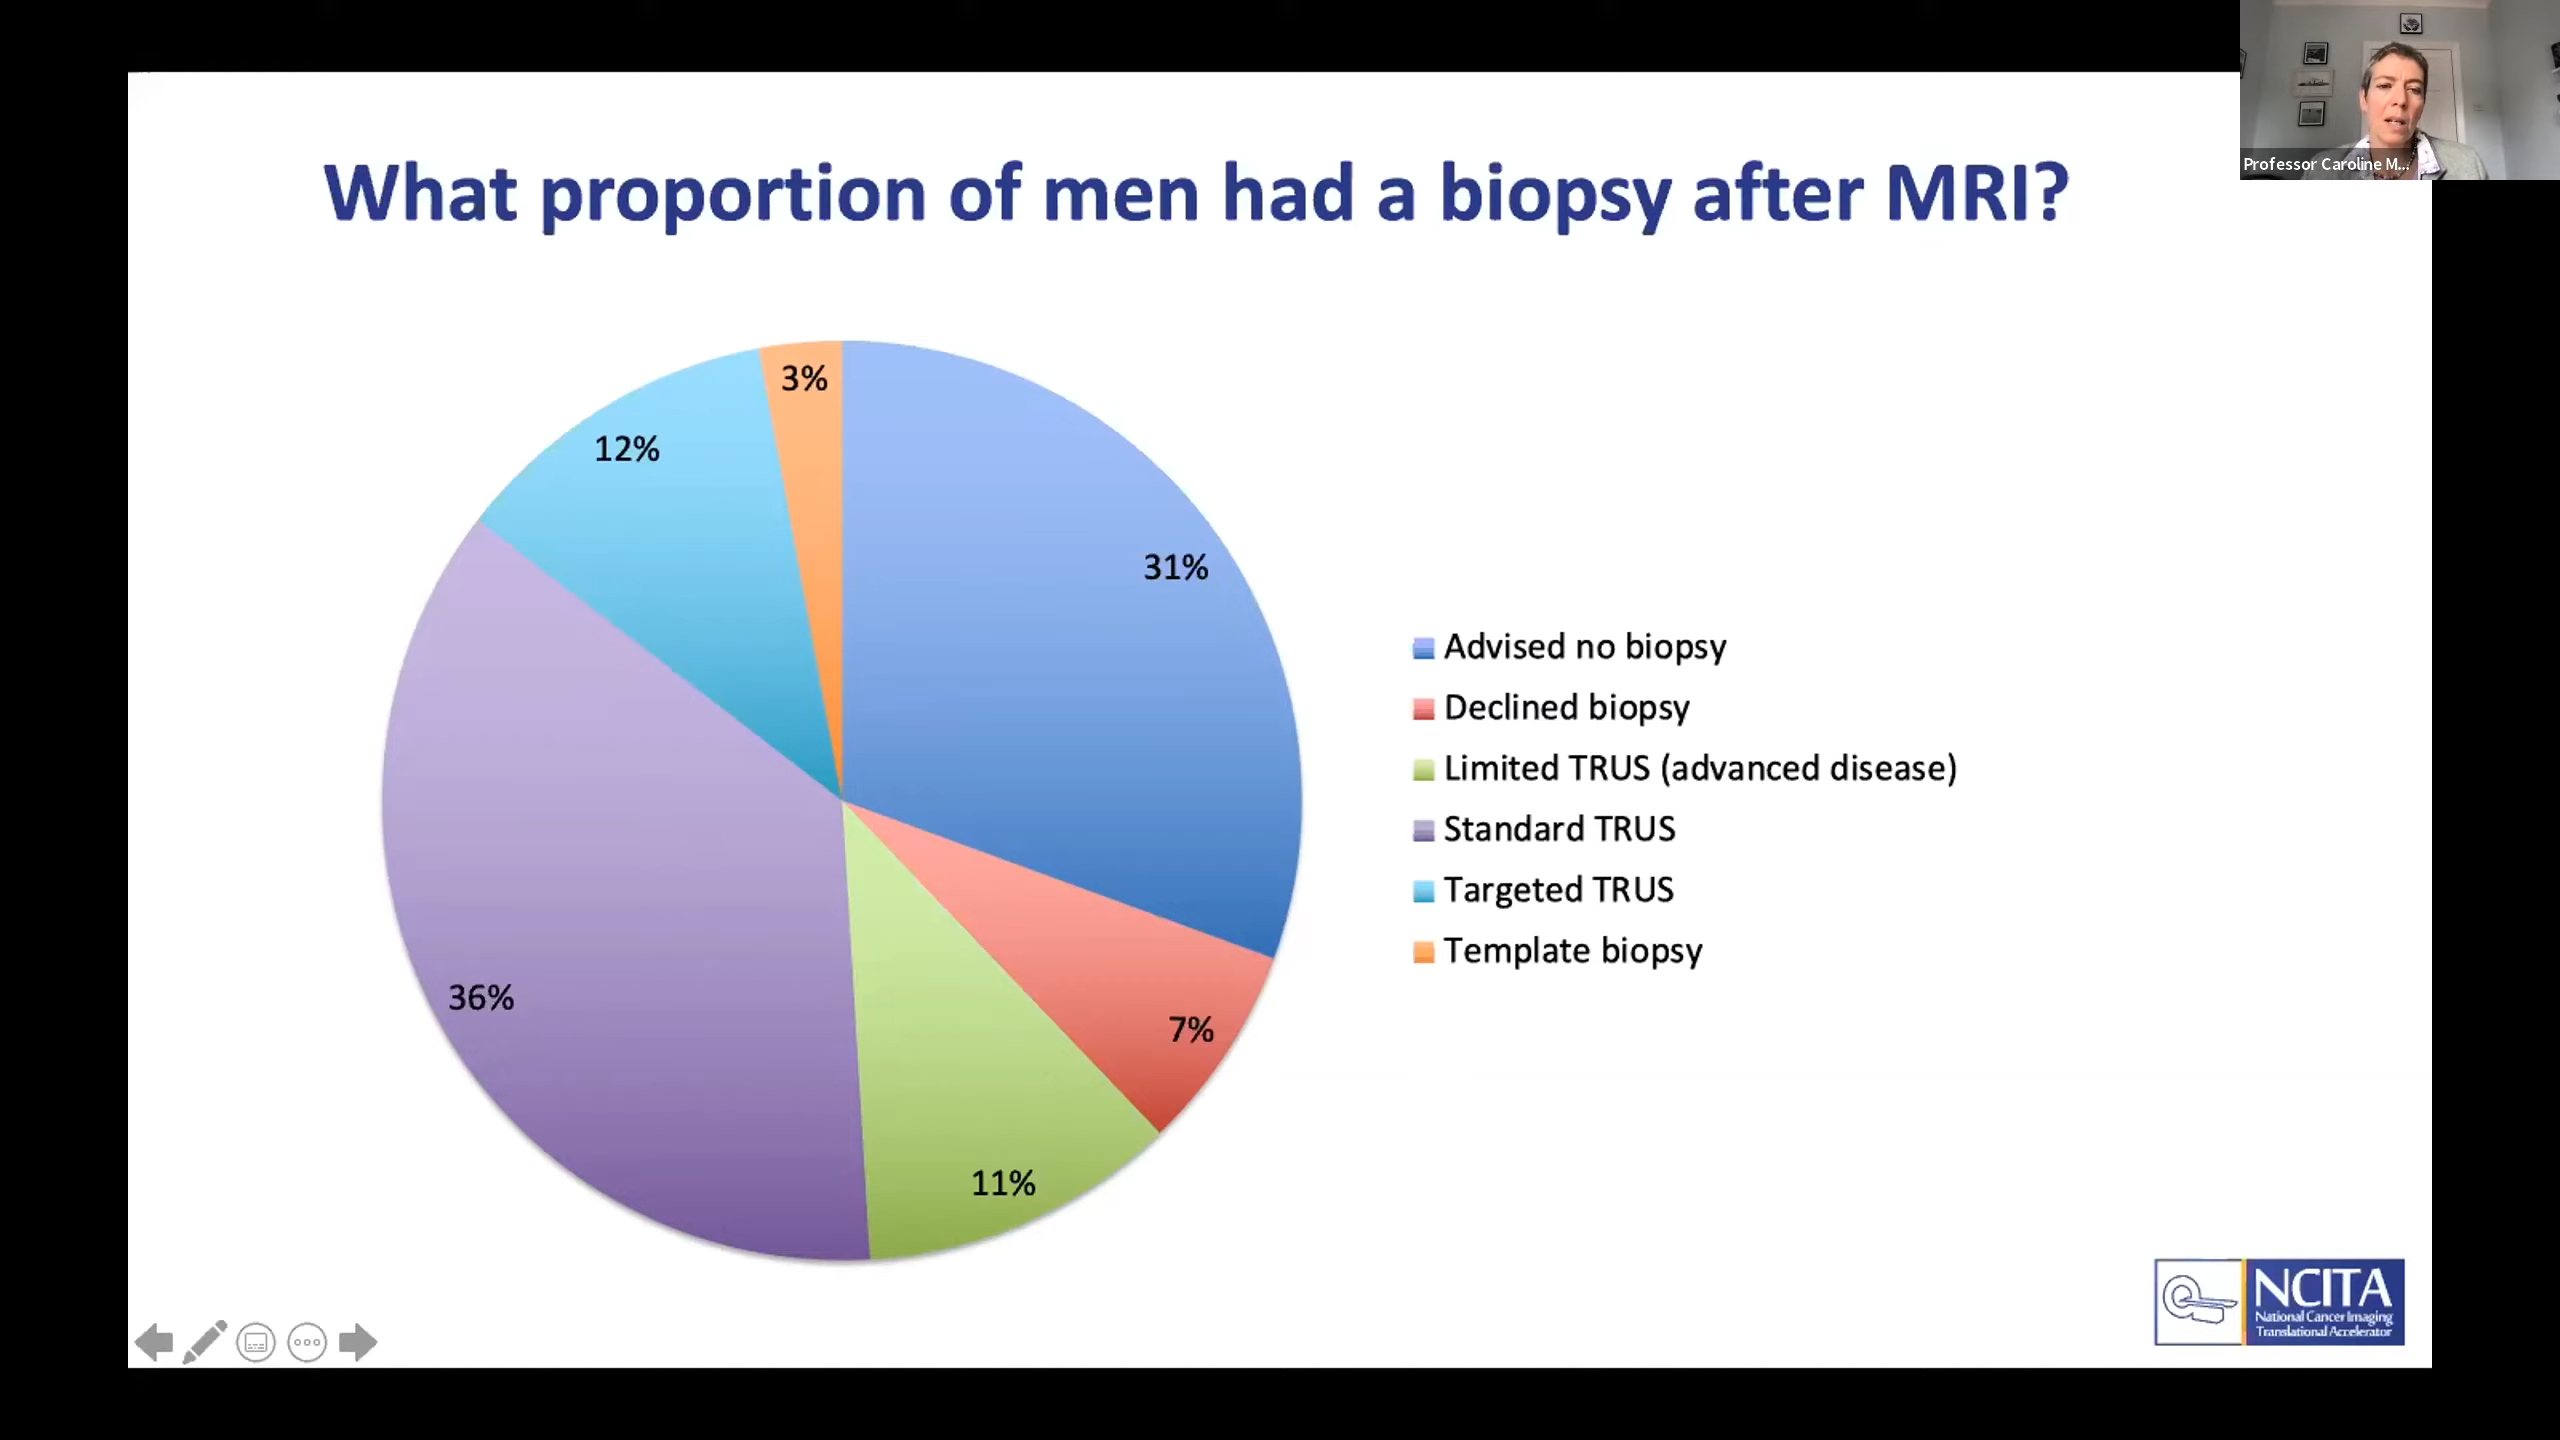 Professor Caroline M...
What proportion of men had a biopsy after MRI?
3%
12%
31%
36%
7%
11%
Advised no biopsy
Declined biopsy
Limited TRUS (advanced disease)
Standard TRUS
Targeted TRUS
Template biopsy
NCITA
National Cancer Imaging
Translational Accelerator